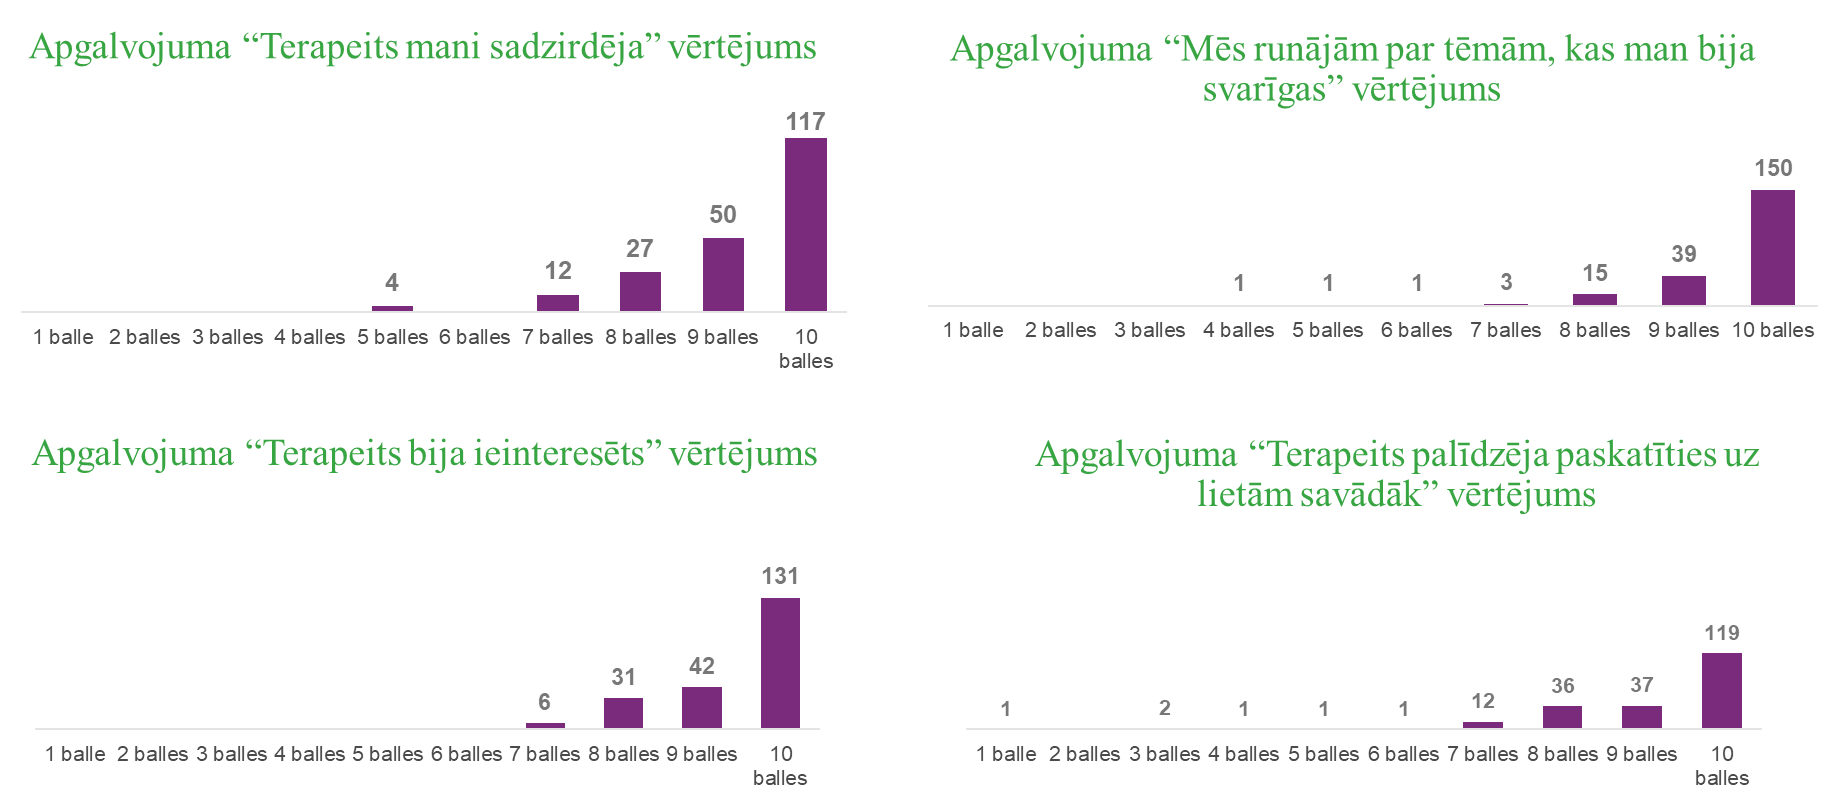 Apgalvojuma “Terapeits mani sadzirdēja” vērtējums
117
50
27
12
4
1 balle 2 balles 3 balles 4 balles 5 balles 6 balles 7 balles 8 balles 9 balles 10
balles
Apgalvojuma “Mēs runājām par tēmām, kas man bija
svarīgas” vērtējums
150
39
15
1 1 1 3
1 balle 2 balles 3 balles 4 balles 5 balles 6 balles 7 balles 8 balles 9 balles 10 balles
Apgalvojuma “Terapeits bija ieinteresēts” vērtējums
131
42
31
6
1 balle 2 balles 3 balles 4 balles 5 balles 6 balles 7 balles 8 balles 9 balles 10
balles
Apgalvojuma “Terapeits palīdzēja paskatīties uz
lietām savādāk” vērtējums
119
36 37
12
1 2 1 1 1
1 balle 2 balles 3 balles 4 balles 5 balles 6 balles 7 balles 8 balles 9 balles 10
balles